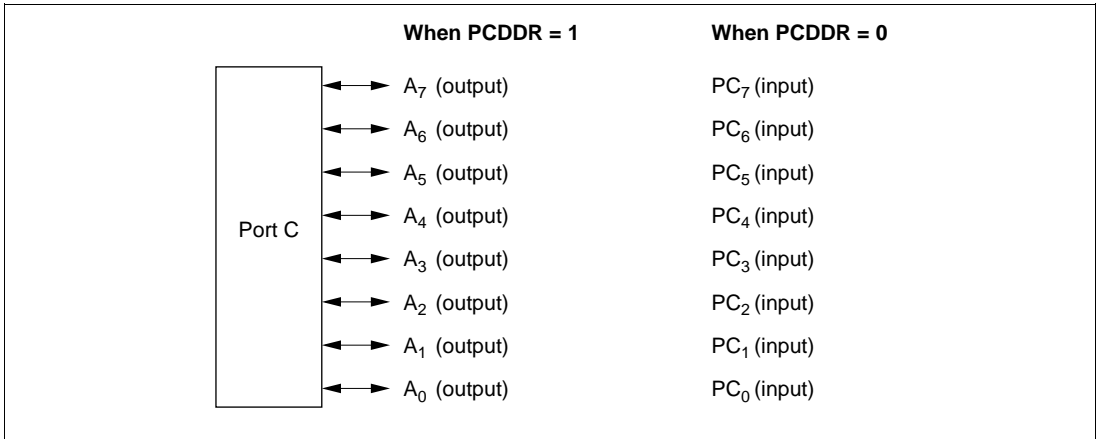 When PCDDR = 1 When PCDDR = 0
A7 (output) PC7 (input)
A6 (output) PC6 (input)
A5 (output) PC5 (input)
Port C A4 (output) PC4 (input)
A3 (output) PC3 (input)
A2 (output) PC2 (input)
A1 (output) PC1 (input)
A0 (output) PC0 (input)